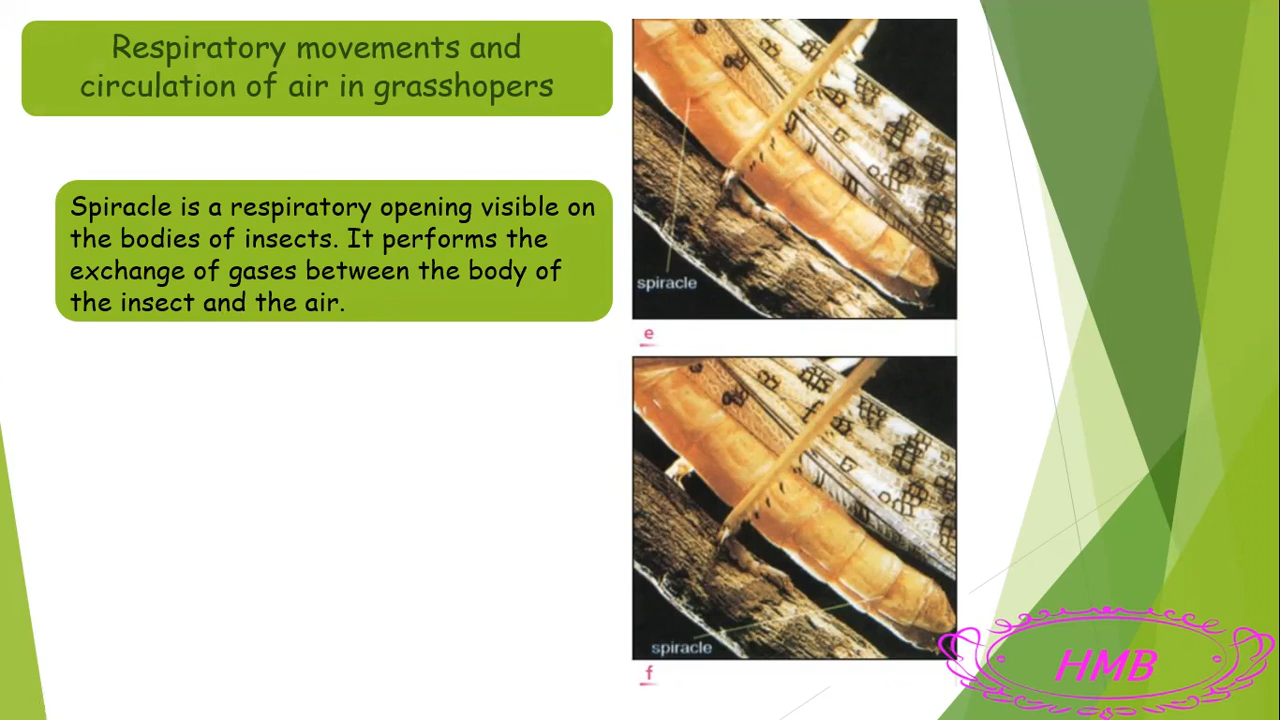 Respiratory movements and
circulation of air in grasshopers
Spiracle is a respiratory opening visible on
the bodies of insects. It performs the
exchange of gases between the body of
the insect and the air.
spiracle
e
spiracle
f
HMB